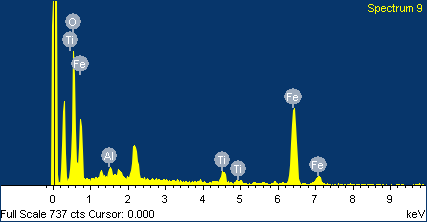 Spectrum 9
O
Ti
Fe
Al
Ti
Ti
Fe
Fe
0 1 2 3 4 5 6 7 8 9
Full Scale 737 cts Cursor: 0.000 keV